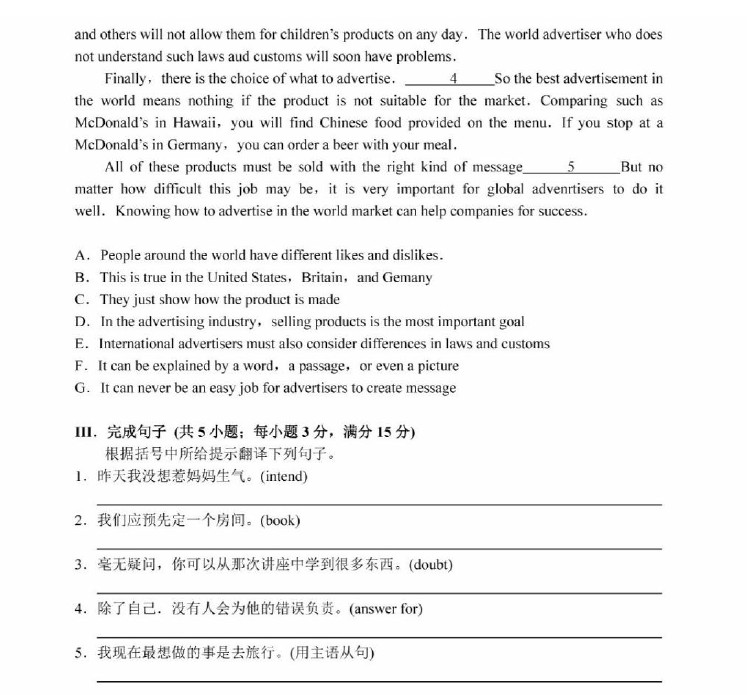 and others will not allow them for children's products on any day. The world advertiser who does
not understand such laws aud customs will soon have problems.
Finally, there is the choice of what to advertise. ______4______So the best advertisement in
the world means nothing if the product is not suitable for the market. Comparing such as
McDonald's in Hawaii, you will find Chinese food provided on the menu. If you stop at a
McDonald's in Germany, you can order a beer with your meal.
All of these products must be sold with the right kind of message______5______But no
matter how difficult this job may be, it is very important for global advenrtisers to do it
well. Knowing how to advertise in the world market can help companies for success.
A. People around the world have different likes and dislikes.
B. This is true in the United States, Britain, and Gemany
C. They just show how the product is made
D. In the advertising industry, selling products is the most important goal
E. International advertisers must also consider differences in laws and customs
F. It can be explained by a word, a passage, or even a picture
G. It can never be an easy job for advertisers to create message
III. 完成句子 (共 5 小题；每小题 3 分，满分 15 分)
根据括号中所给提示翻译下列句子。
1. 昨天我没想惹妈妈生气。(intend)
2. 我们应预先定一个房间。(book)
3. 毫无疑问，你可以从那次讲座中学到很多东西。(doubt)
4. 除了自己．没有人会为他的错误负责。(answer for)
5. 我现在最想做的事是去旅行。(用主语从句)